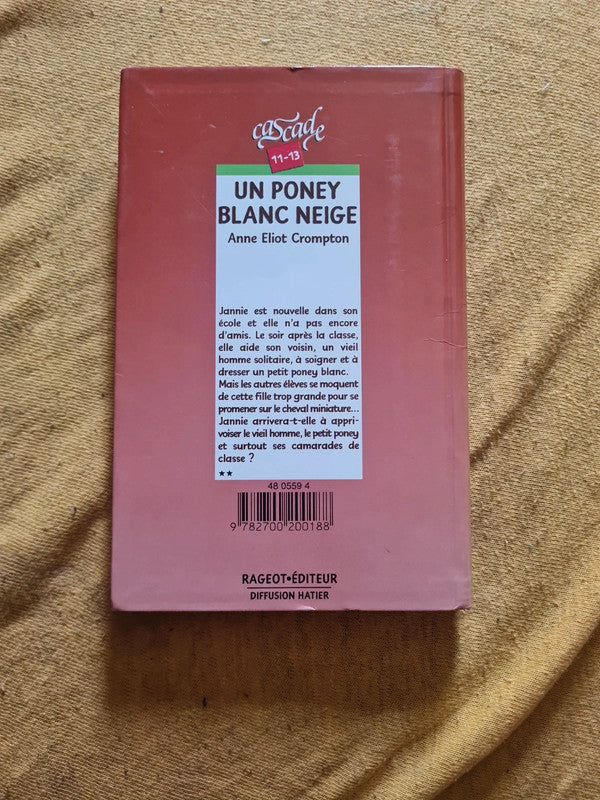 cascade
11-13
UN PONEY
BLANC NEIGE
Anne Eliot Crompton
Jannie est nouvelle dans son
école et elle n'a pas encore
d'amis. Le soir après la classe,
elle aide son voisin, un vieil
homme solitaire, à soigner et à
dresser un petit poney blanc.
Mais les autres élèves se moquent
de cette fille trop grande pour se
promener sur le cheval miniature...
Jannie arrivera-t-elle à appri-
voiser le vieil homme, le petit poney
et surtout ses camarades de
classe ?
★★
48 0559 4
9 782700 200188
RAGEOT•ÉDITEUR
DIFFUSION HATIER